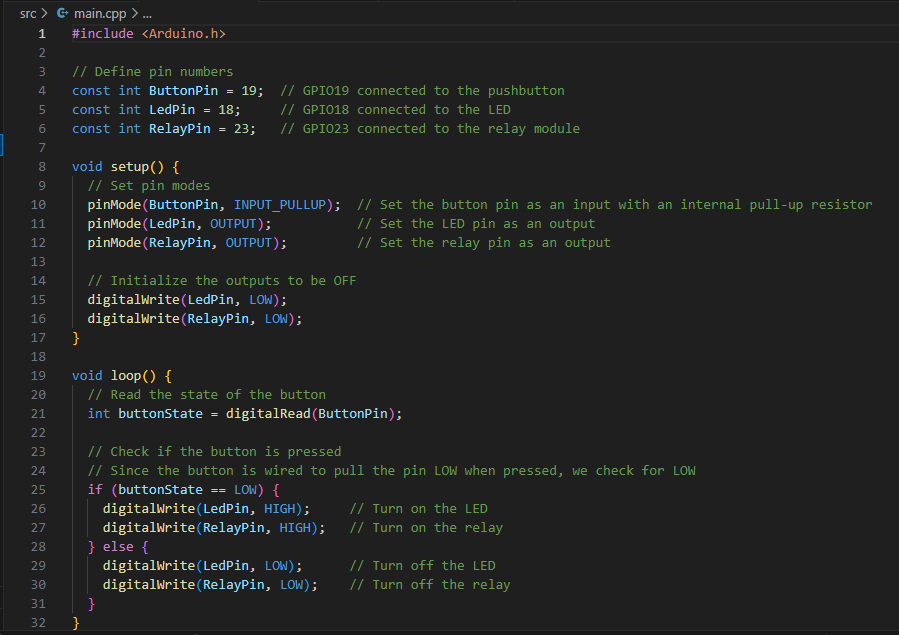 src > main.cpp > ...
1 #include <Arduino.h>
2
3 // Define pin numbers
4 const int ButtonPin = 19;  // GPIO19 connected to the pushbutton
5 const int LedPin = 18;     // GPIO18 connected to the LED
6 const int RelayPin = 23;   // GPIO23 connected to the relay module
7
8 void setup() {
9   // Set pin modes
10   pinMode(ButtonPin, INPUT_PULLUP);  // Set the button pin as an input with an internal pull-up resistor
11   pinMode(LedPin, OUTPUT);           // Set the LED pin as an output
12   pinMode(RelayPin, OUTPUT);         // Set the relay pin as an output
13
14   // Initialize the outputs to be OFF
15   digitalWrite(LedPin, LOW);
16   digitalWrite(RelayPin, LOW);
17 }
18
19 void loop() {
20   // Read the state of the button
21   int buttonState = digitalRead(ButtonPin);
22
23   // Check if the button is pressed
24   // Since the button is wired to pull the pin LOW when pressed, we check for LOW
25   if (buttonState == LOW) {
26     digitalWrite(LedPin, HIGH);     // Turn on the LED
27     digitalWrite(RelayPin, HIGH);   // Turn on the relay
28   } else {
29     digitalWrite(LedPin, LOW);      // Turn off the LED
30     digitalWrite(RelayPin, LOW);    // Turn off the relay
31   }
32 }